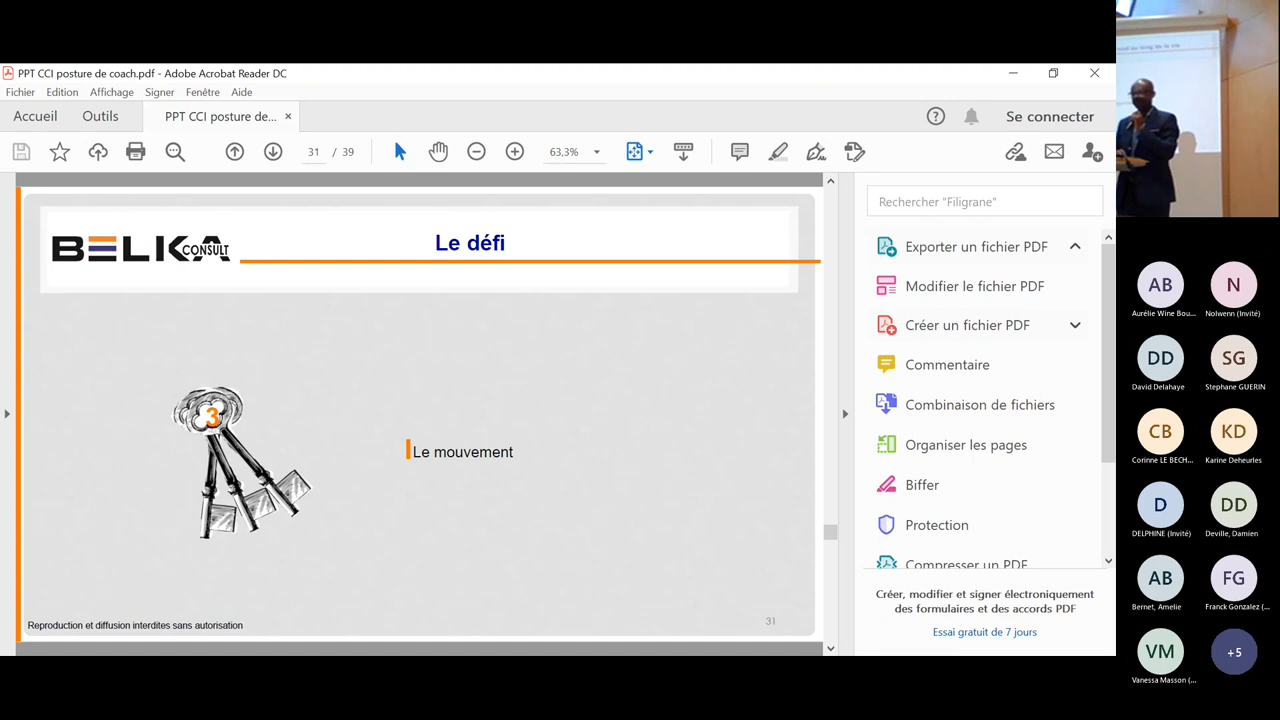 PPT CCI posture de coach.pdf - Adobe Acrobat Reader DC
Fichier Edition Affichage Signer Fenêtre Aide
Accueil Outils PPT CCI posture de... × Se connecter
31 / 39 63,3%
BELIKA CONSULT
Le défi
3
Le mouvement
Reproduction et diffusion interdites sans autorisation
31
Rechercher "Filigrane"
Exporter un fichier PDF
Modifier le fichier PDF
Créer un fichier PDF
Commentaire
Combinaison de fichiers
Organiser les pages
Biffer
Protection
Compresser un PDF
Créer, modifier et signer électroniquement
des formulaires et des accords PDF
Essai gratuit de 7 jours
AB N
Aurélie Wine Bou... Nolwenn (Invité)
DD SG
David Delahaye Stephane GUERIN
CB KD
Corinne LE BECH... Karine Deheurles
D DD
DELPHINE (Invité) Deville, Damien
AB FG
Bernet, Amelie Franck Gonzalez (...
VM +5
Vanessa Masson (...